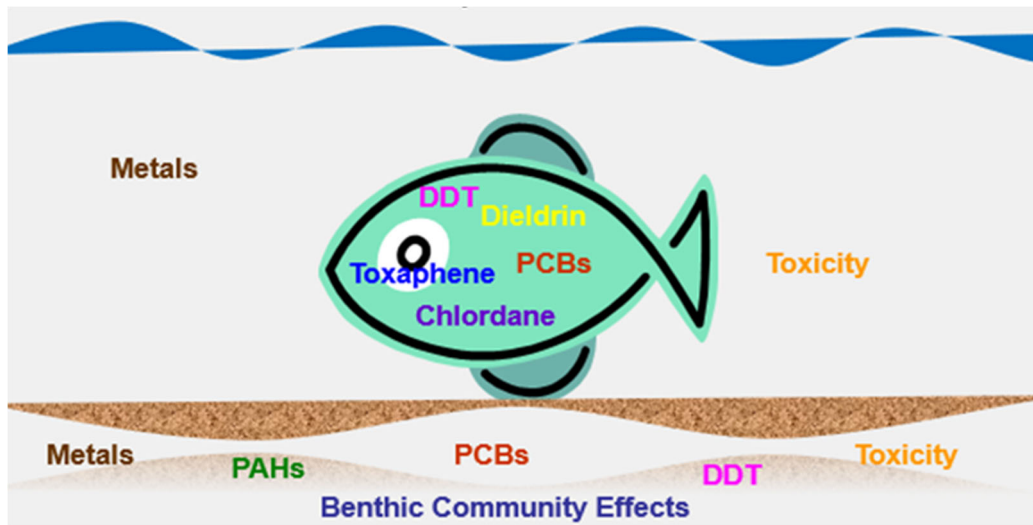 Metals
DDT
Dieldrin
Toxaphene
PCBs
Toxicity
Chlordane
Metals
PAHs
PCBs
DDT
Toxicity
Benthic Community Effects